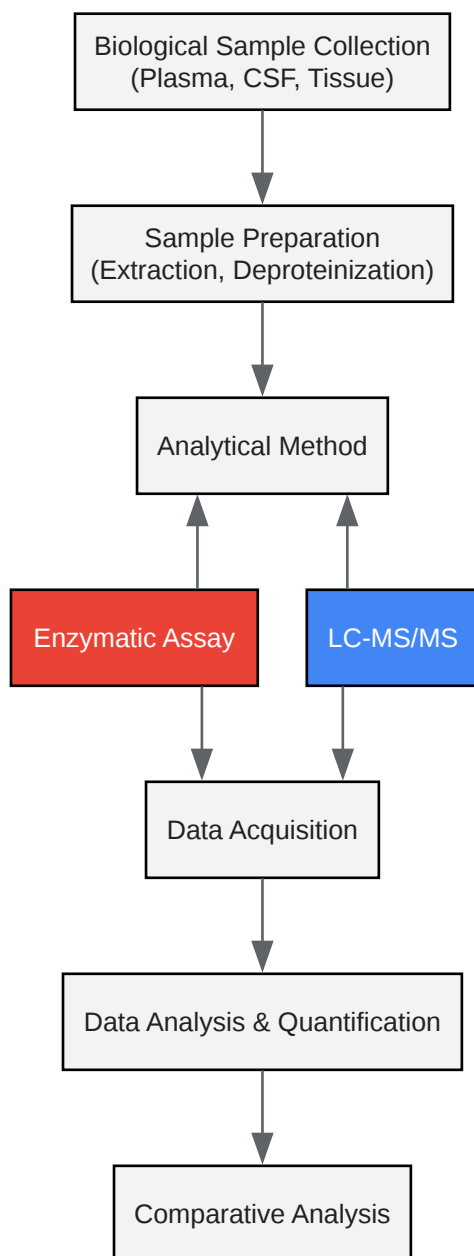 Biological Sample Collection
(Plasma, CSF, Tissue)
Sample Preparation
(Extraction, Deproteinization)
Analytical Method
Enzymatic Assay
LC-MS/MS
Data Acquisition
Data Analysis & Quantification
Comparative Analysis